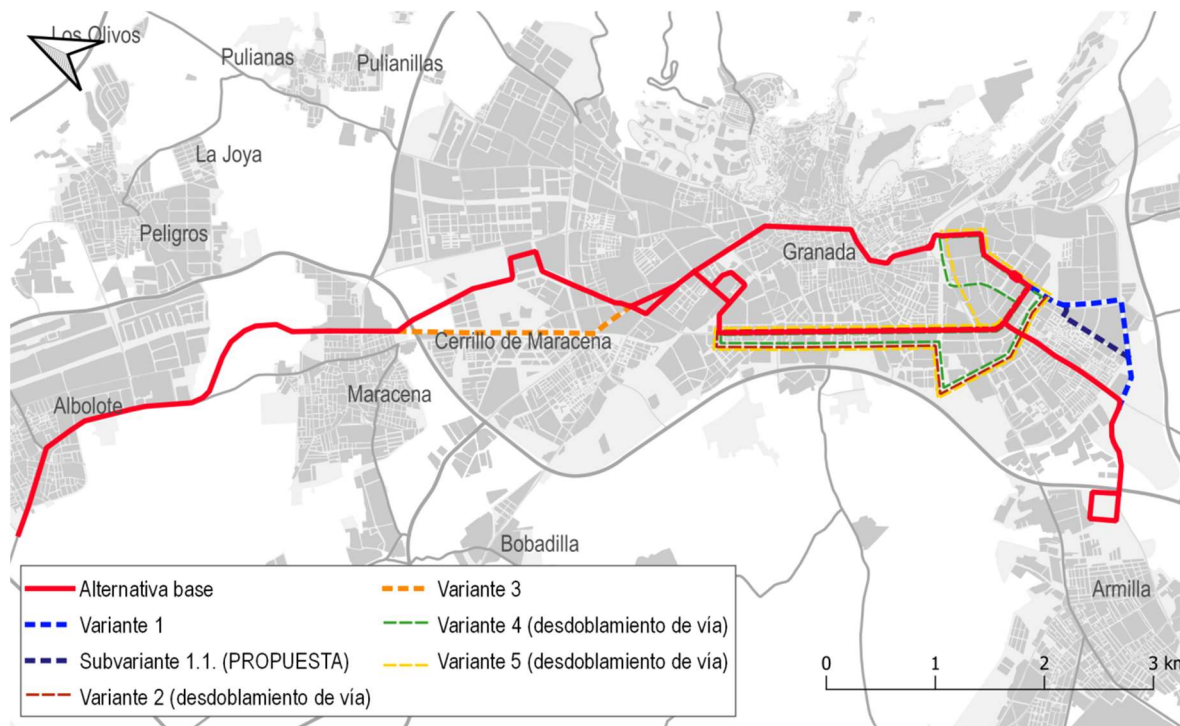 Los Olivos
Pulianas
Pulianillas
La Joya
Peligros
Granada
Cerrillo de Maracena
Albolote
Maracena
Bobadilla
Armilla
Alternativa base
Variante 1
Subvariante 1.1. (PROPUESTA)
Variante 2 (desdoblamiento de vía)
Variante 3
Variante 4 (desdoblamiento de vía)
Variante 5 (desdoblamiento de vía)
0 1 2 3 km